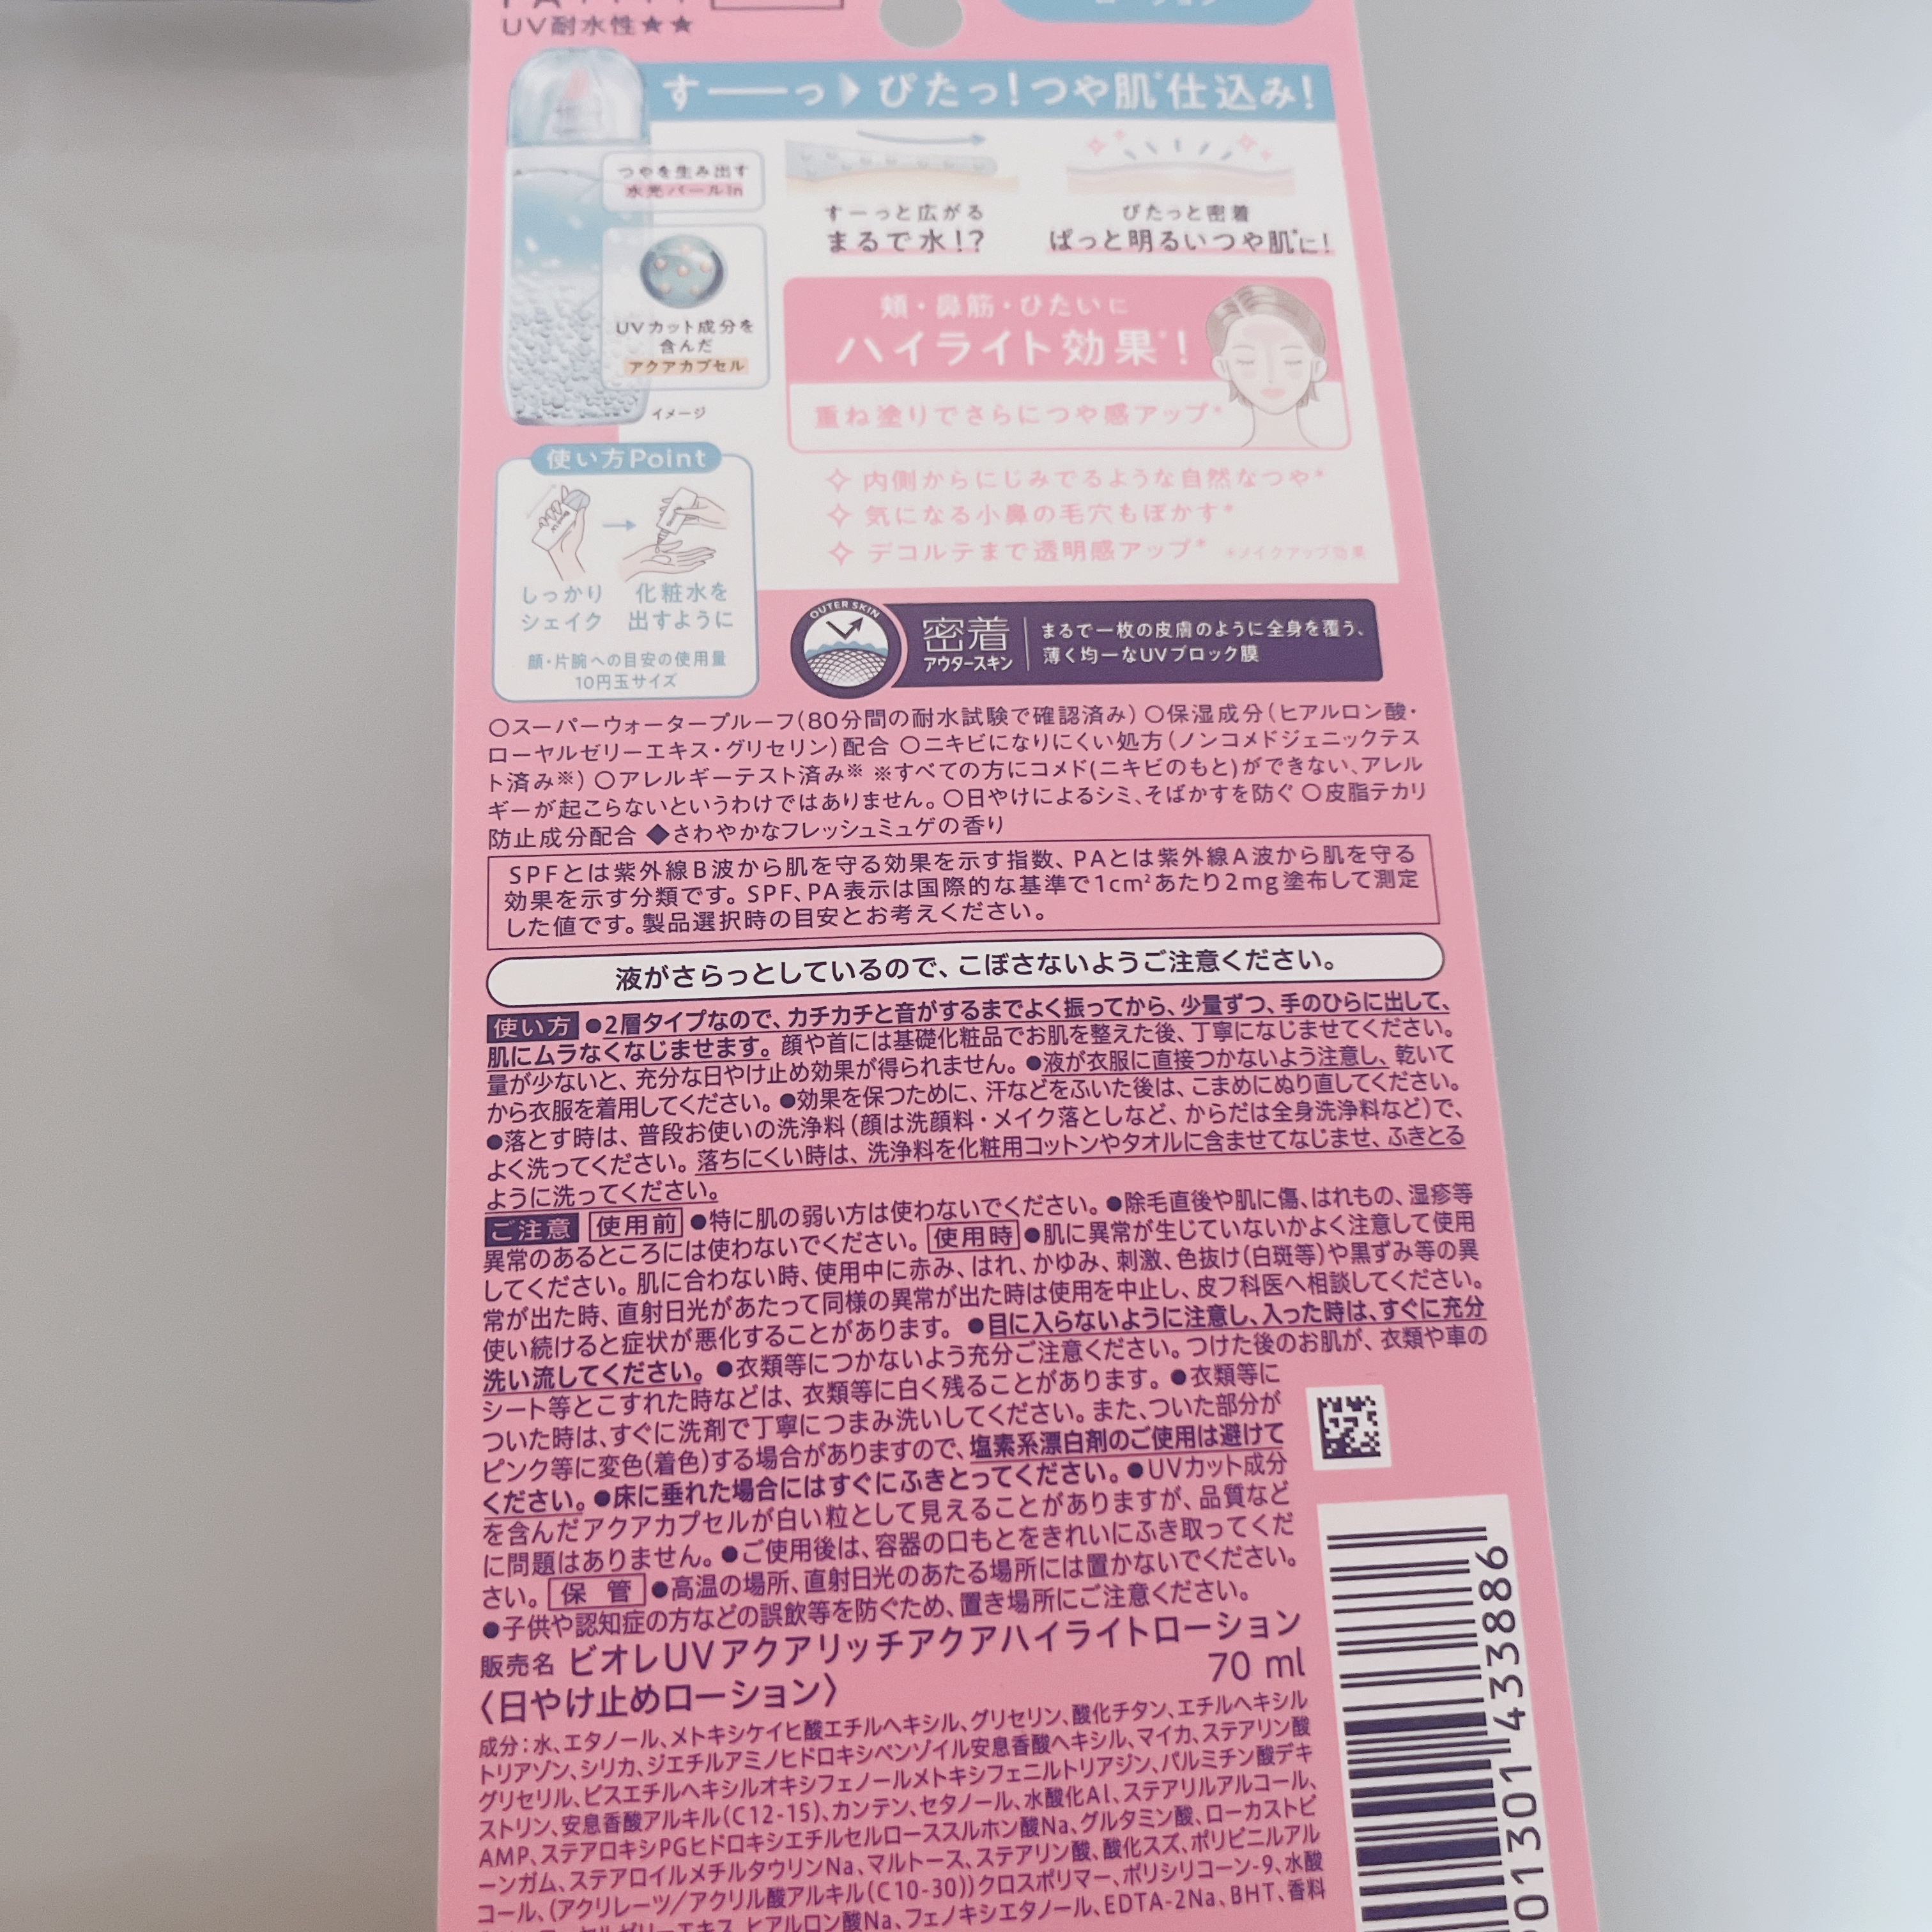 UV耐水性★★
すーーっ▶ぴたっ!つや肌*仕込み!
つやを生み出す
水光パールin
UVカット成分を
含んだ
アクアカプセル
イメージ
すーっと広がる
まるで水!?
ぴたっと密着
ぱっと明るいつや肌*に!
頬・鼻筋・ひたいに
ハイライト効果*!
重ね塗りでさらにつや感アップ*
内側からにじみでるような自然なつや*
気になる小鼻の毛穴もぼかす*
デコルテまで透明感アップ* *メイクアップ効果
使い方Point
しっかり
シェイク
化粧水を
出すように
顔・片腕への目安の使用量
10円玉サイズ
OUTER SKIN
密着
アウタースキン
まるで一枚の皮膚のように全身を覆う、
薄く均一なUVブロック膜
○スーパーウォータープルーフ(80分間の耐水試験で確認済み) ○保湿成分(ヒアルロン酸・
ローヤルゼリーエキス・グリセリン)配合 ○ニキビになりにくい処方(ノンコメドジェニックテス
ト済み※) ○アレルギーテスト済み※ ※すべての方にコメド(ニキビのもと)ができない、アレル
ギーが起こらないというわけではありません。○日やけによるシミ、そばかすを防ぐ ○皮脂テカリ
防止成分配合 ◆さわやかなフレッシュミュゲの香り
SPFとは紫外線B波から肌を守る効果を示す指数、PAとは紫外線A波から肌を守る
効果を示す分類です。SPF、PA表示は国際的な基準で1cm²あたり2mg塗布して測定
した値です。製品選択時の目安とお考えください。
液がさらっとしているので、こぼさないようご注意ください。
使い方 ●2層タイプなので、カチカチと音がするまでよく振ってから、少量ずつ、手のひらに出して、
肌にムラなくなじませます。顔や首には基礎化粧品でお肌を整えた後、丁寧になじませてください。
量が少ないと、充分な日やけ止め効果が得られません。●液が衣服に直接つかないよう注意し、乾いて
から衣服を着用してください。●効果を保つために、汗などをふいた後は、こまめにぬり直してください。
●落とす時は、普段お使いの洗浄料(顔は洗顔料・メイク落としなど、からだは全身洗浄料など)で、
よく洗ってください。落ちにくい時は、洗浄料を化粧用コットンやタオルに含ませてなじませ、ふきとる
ように洗ってください。
ご注意 使用前 ●特に肌の弱い方は使わないでください。●除毛直後や肌に傷、はれもの、湿疹等
異常のあるところには使わないでください。使用時 ●肌に異常が生じていないかよく注意して使用
してください。肌に合わない時、使用中に赤み、はれ、かゆみ、刺激、色抜け(白斑等)や黒ずみ等の異
常が出た時、直射日光があたって同様の異常が出た時は使用を中止し、皮フ科医へ相談してください。
使い続けると症状が悪化することがあります。●目に入らないように注意し、入った時は、すぐに充分
洗い流してください。●衣類等につかないよう充分ご注意ください。つけた後のお肌が、衣類や車の
シート等とこすれた時などは、衣類等に白く残ることがあります。●衣類等に
ついた時は、すぐに洗剤で丁寧につまみ洗いしてください。また、ついた部分が
ピンク等に変色(着色)する場合がありますので、塩素系漂白剤のご使用は避けて
ください。●床に垂れた場合にはすぐにふきとってください。●UVカット成分
を含んだアクアカプセルが白い粒として見えることがありますが、品質など
に問題はありません。●ご使用後は、容器の口もとをきれいにふき取ってくだ
さい。保管 ●高温の場所、直射日光のあたる場所には置かないでください。
●子供や認知症の方などの誤飲等を防ぐため、置き場所にご注意ください。
販売名 ビオレUVアクアリッチアクアハイライトローション
〈日やけ止めローション〉 70 ml
成分:水、エタノール、メトキシケイヒ酸エチルヘキシル、グリセリン、酸化チタン、エチルヘキシル
トリアゾン、シリカ、ジエチルアミノヒドロキシベンゾイル安息香酸ヘキシル、マイカ、ステアリン酸
グリセリル、ビスエチルヘキシルオキシフェノールメトキシフェニルトリアジン、パルミチン酸デキ
ストリン、安息香酸アルキル(C12-15)、カンテン、セタノール、水酸化Al、ステアリルアルコール、
AMP、ステアロキシPGヒドロキシエチルセルローススルホン酸Na、グルタミン酸、ローカストビ
ーンガム、ステアロイルメチルタウリンNa、マルトース、ステアリン酸、酸化スズ、ポリビニルアル
コール、(アクリレーツ/アクリル酸アルキル(C10-30))クロスポリマー、ポリシリコーン-9、水酸
ヒアルロン酸Na、フェノキシエタノール、EDTA-2Na、BHT、香料
01301 433886